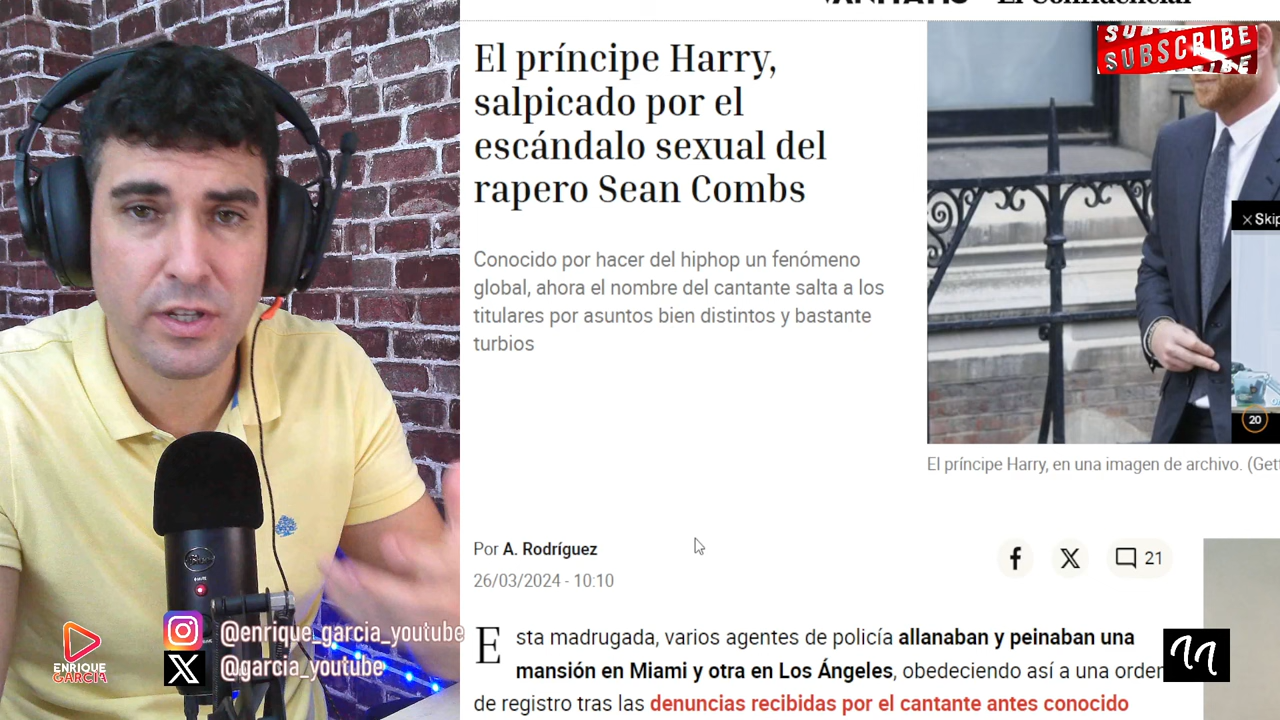 VANITATIS El Confidencial
SUBSCRIBE
El príncipe Harry,
salpicado por el
escándalo sexual del
rapero Sean Combs
Skip
Conocido por hacer del hiphop un fenómeno
global, ahora el nombre del cantante salta a los
titulares por asuntos bien distintos y bastante
turbios
20
El príncipe Harry, en una imagen de archivo. (Gett
Por A. Rodríguez
26/03/2024 - 10:10
21
Esta madrugada, varios agentes de policía allanaban y peinaban una
mansión en Miami y otra en Los Ángeles, obedeciendo así a una orden
de registro tras las denuncias recibidas por el cantante antes conocido
@enrique_garcia_youtube
@garcia_youtube
ENRIQUE
GARCIA